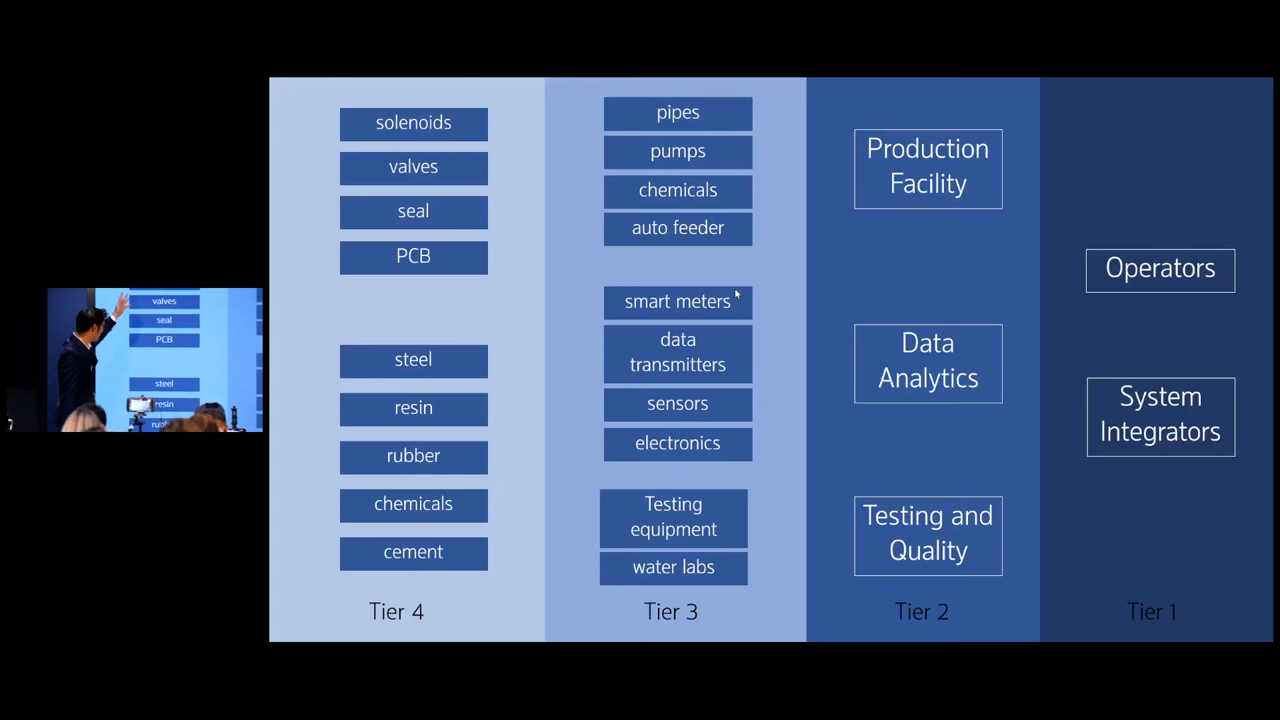 solenoids
valves
seal
PCB
steel
resin
rubber
chemicals
cement
Tier 4
pipes
pumps
chemicals
auto feeder
smart meters
data
transmitters
sensors
electronics
Testing
equipment
water labs
Tier 3
Production
Facility
Data
Analytics
Testing and
Quality
Tier 2
Operators
System
Integrators
Tier 1
valves
seal
PCB
steel
resin